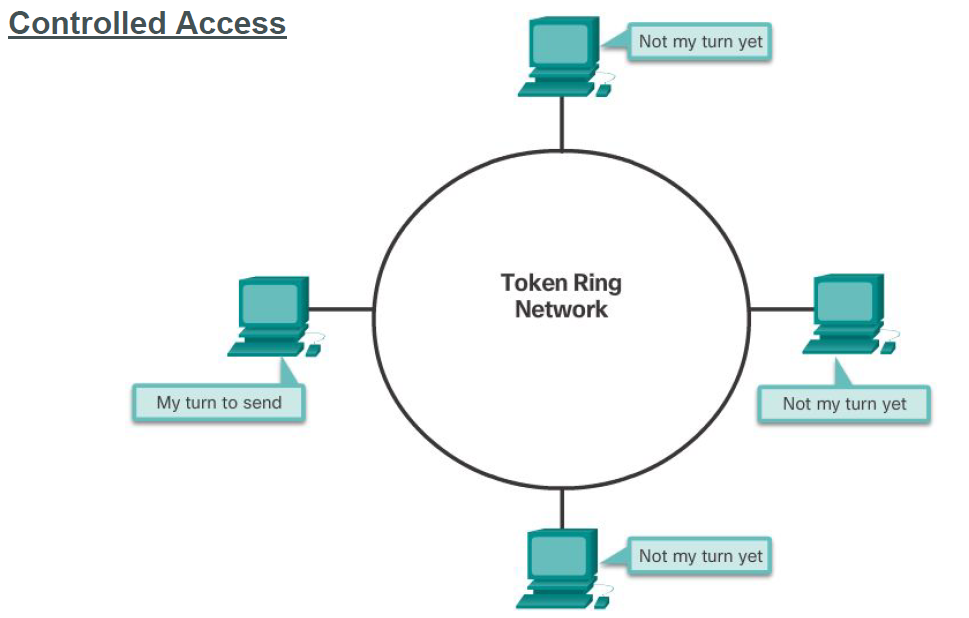 Controlled Access
Not my turn yet
Token Ring
Network
My turn to send
Not my turn yet
Not my turn yet